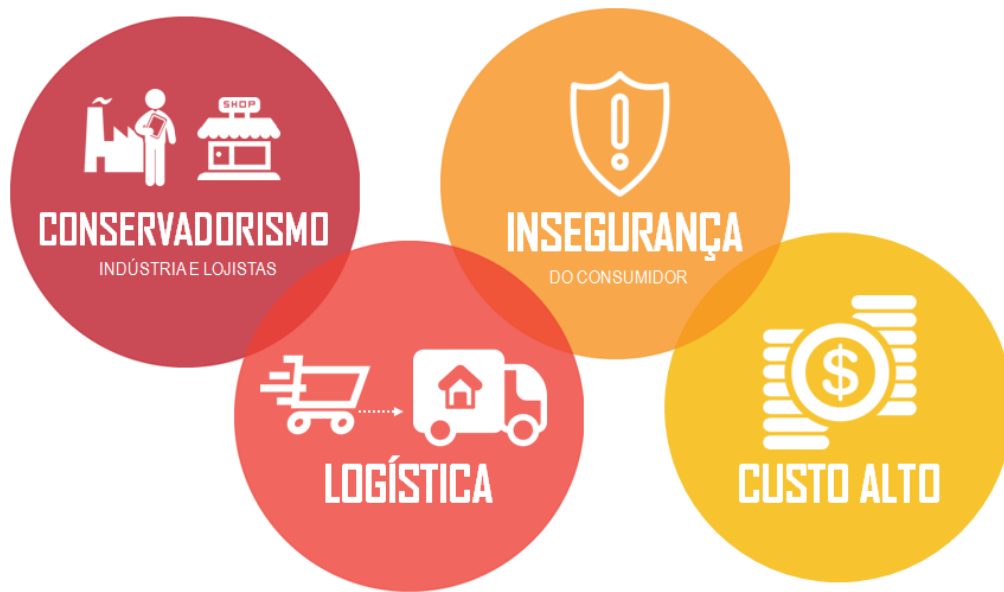 SHOP
CONSERVADORISMO
INDÚSTRIA E LOJISTAS
INSEGURANÇA
DO CONSUMIDOR
LOGÍSTICA
$
CUSTO ALTO